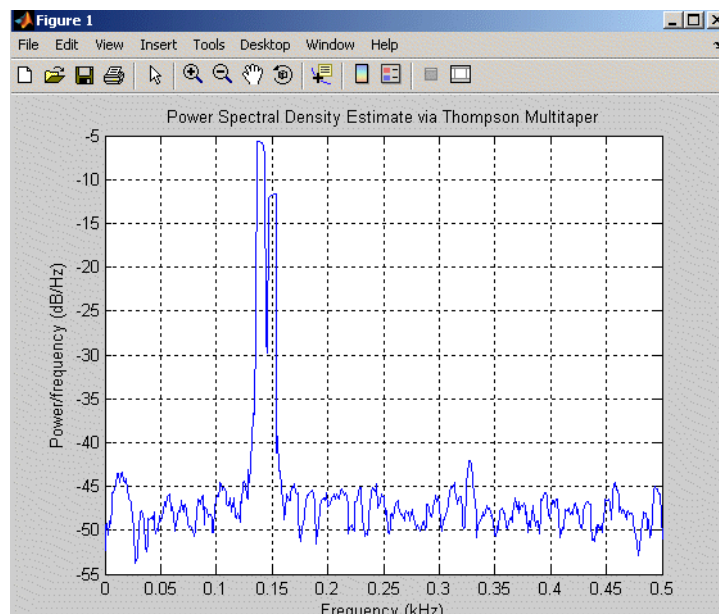 Figure 1
File Edit View Insert Tools Desktop Window Help
Power Spectral Density Estimate via Thompson Multitaper
Power/frequency (dB/Hz)
-5
-10
-15
-20
-25
-30
-35
-40
-45
-50
-55
0 0.05 0.1 0.15 0.2 0.25 0.3 0.35 0.4 0.45 0.5
Frequency (kHz)